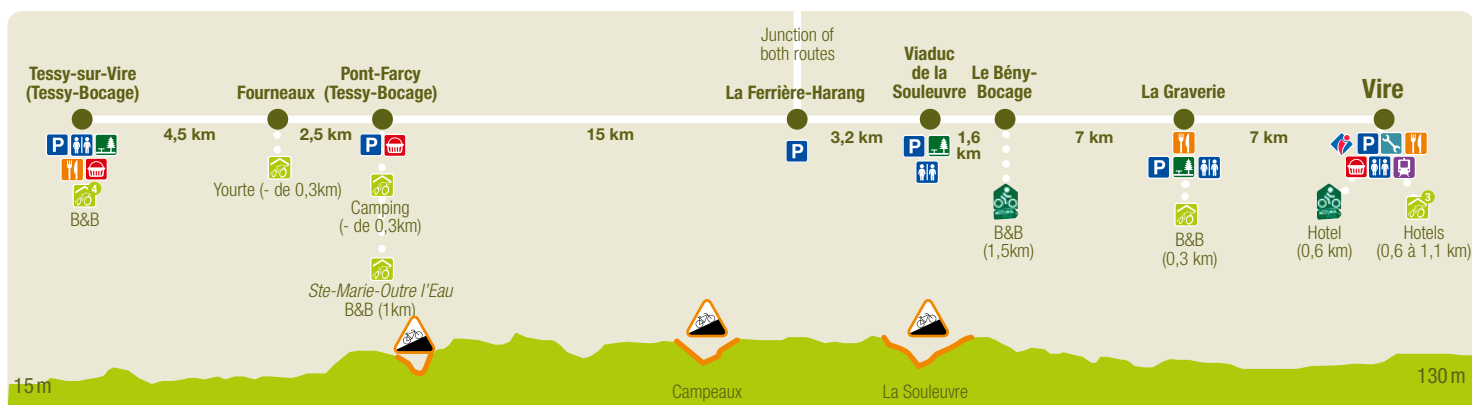 Junction of
both routes
Tessy-sur-Vire
(Tessy-Bocage)
Fourneaux
Pont-Farcy
(Tessy-Bocage)
La Ferrière-Harang
Viaduc
de la
Souleuvre
Le Bény-
Bocage
La Graverie
Vire
4,5 km
2,5 km
15 km
3,2 km
1,6
km
7 km
7 km
P
P
P
P
P
P
4
B&B
Yourte (- de 0,3km)
Camping
(- de 0,3km)
Ste-Marie-Outre l'Eau
B&B (1km)
B&B
(1,5km)
B&B
(0,3 km)
Hotel
(0,6 km)
3
Hotels
(0,6 à 1,1 km)
15 m
Campeaux
La Souleuvre
130 m